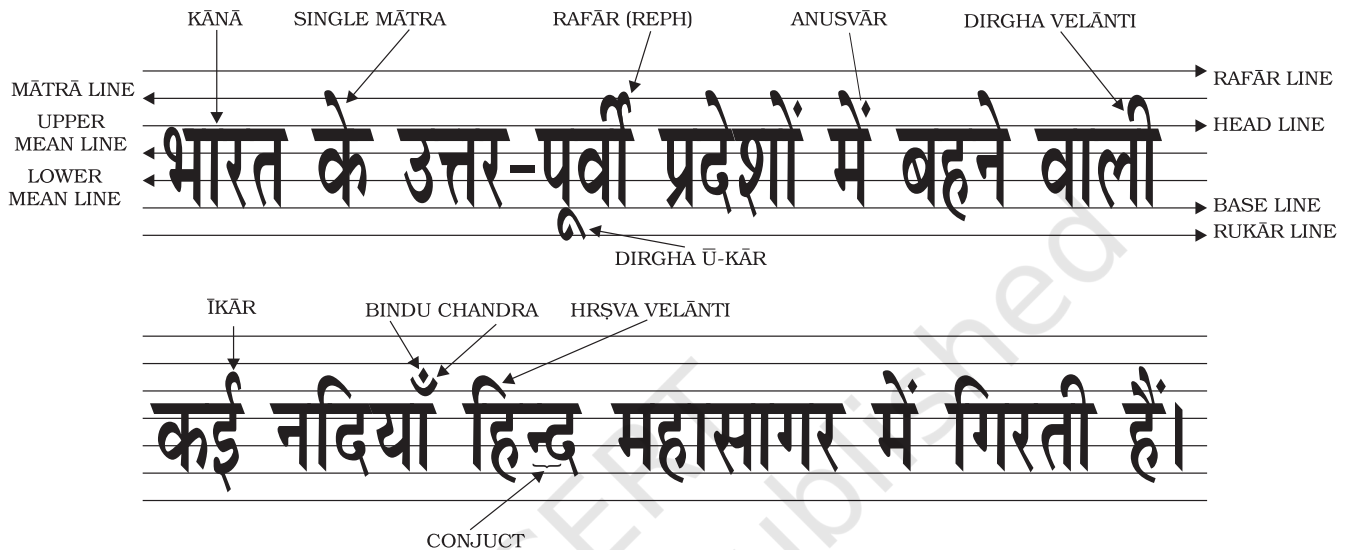 KĀNĀ SINGLE MĀTRA RAFĀR (REPH) ANUSVĀR DIRGHA VELĀNTI
MĀTRĀ LINE
UPPER
MEAN LINE
LOWER
MEAN LINE
RAFĀR LINE
HEAD LINE
BASE LINE
RUKĀR LINE
भारत के उत्तर-पूर्वी प्रदेशों में बहने वाली
DIRGHA Ū-KĀR
ĪKĀR BINDU CHANDRA HRṢVA VELĀNTI
कई नदियाँ हिन्द महासागर में गिरती हैं।
CONJUCT